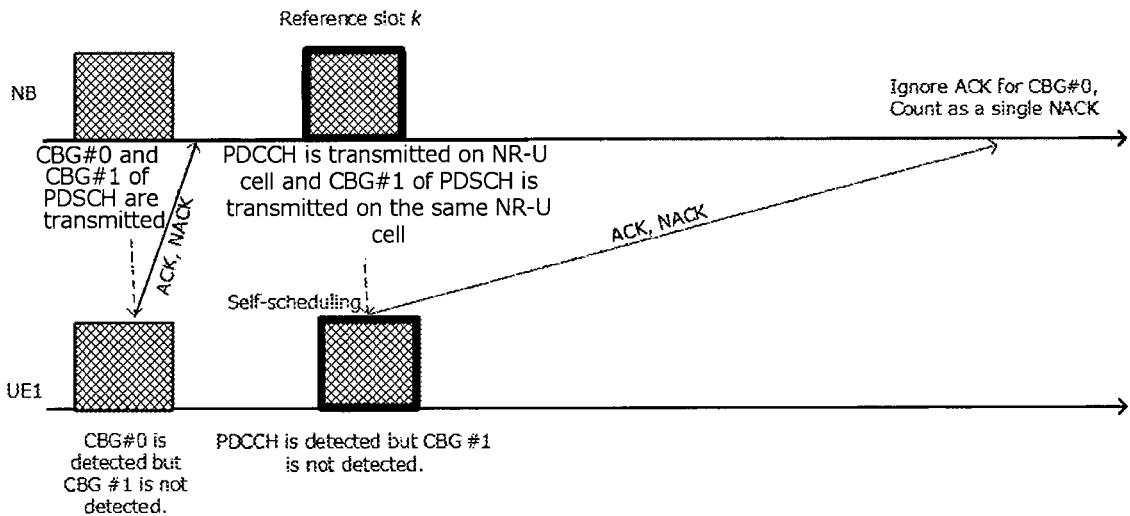 Reference slot k
NB
Ignore ACK for CBG#0,
Count as a single NACK
CBG#0 and
CBG#1 of
PDSCH are
transmitted
ACK, NACK
PDCCH is transmitted on NR-U
cell and CBG#1 of PDSCH is
transmitted on the same NR-U
cell
ACK, NACK
Self-scheduling
UE1
CBG#0 is
detected but
CBG #1 is not
detected.
PDCCH is detected but CBG #1
is not detected.